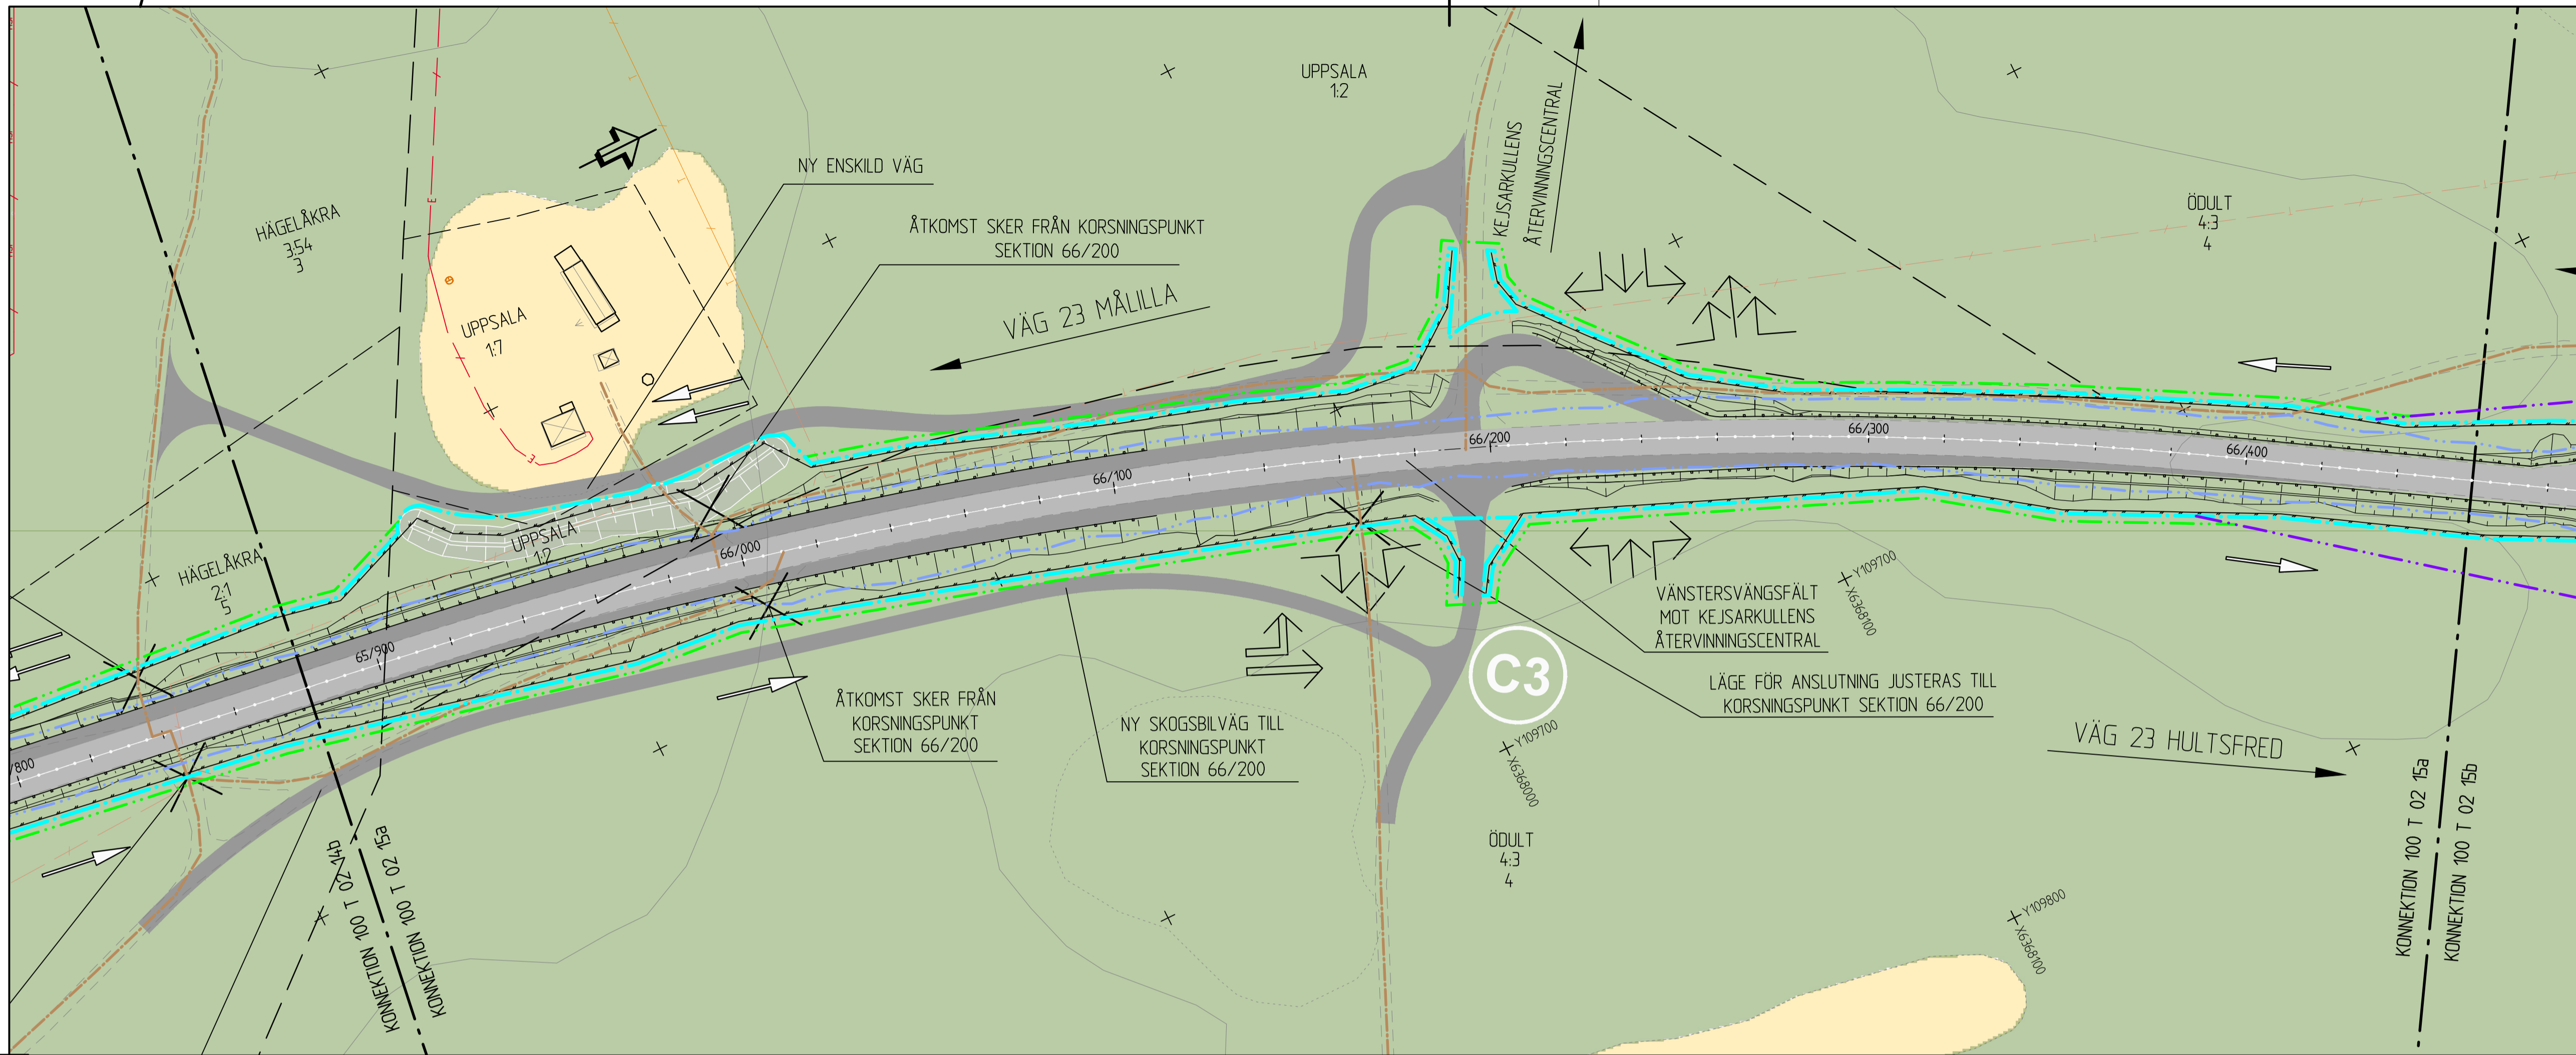 UPPSALA
1:2
KEJSARKULLENS
ÅTERVINNINGSCENTRAL
NY ENSKILD VÄG
HÄGELÅKRA
3:54
3
ÅTKOMST SKER FRÅN KORSNINGSPUNKT
SEKTION 66/200
ÖDULT
4:3
4
E
UPPSALA
1:7
VÄG 23 MÅLILLA
66/300
66/200
66/400
66/100
UPPSALA
1:7
66/000
HÄGELÅKRA
2:1
5
65/900
/800
Y109700
X6368100
VÄNSTERSVÄNGSFÄLT
MOT KEJSARKULLENS
ÅTERVINNINGSCENTRAL
C3
LÄGE FÖR ANSLUTNING JUSTERAS TILL
KORSNINGSPUNKT SEKTION 66/200
ÅTKOMST SKER FRÅN
KORSNINGSPUNKT
SEKTION 66/200
NY SKOGSBILVÄG TILL
KORSNINGSPUNKT
SEKTION 66/200
Y109700
X6368000
VÄG 23 HULTSFRED
ÖDULT
4:3
4
KONNEKTION 100 T 02 14b
KONNEKTION 100 T 02 15a
Y109800
X6368100
KONNEKTION 100 T 02 15a
KONNEKTION 100 T 02 15b